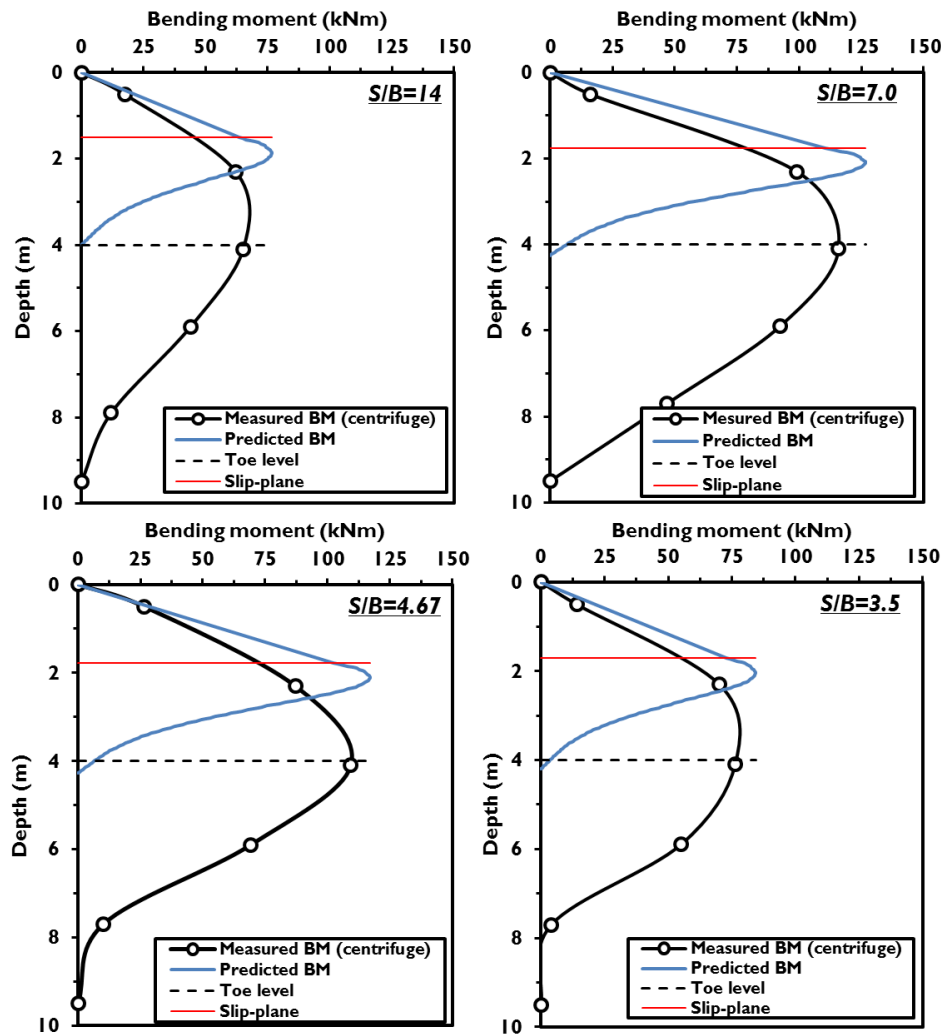 Bending moment (kNm)
0 25 50 75 100 125 150
0
2
4
6
8
10
Depth (m)
S/B=14
Measured BM (centrifuge)
Predicted BM
Toe level
Slip-plane
Bending moment (kNm)
0 25 50 75 100 125 150
0
2
4
6
8
10
Depth (m)
S/B=7.0
Mesured BM (centrifuge)
Predicted BM
Toe level
Slip-plane
Bending moment (kNm)
0 25 50 75 100 125 150
0
2
4
6
8
10
Depth (m)
S/B=4.67
Measured BM (centrifuge)
Predicted BM
Toe level
Slip-plane
Bending moment (kNm)
0 25 50 75 100 125 150
0
2
4
6
8
10
Depth (m)
S/B=3.5
Measured BM (centrifuge)
Predicted BM
Toe level
Slip-plane